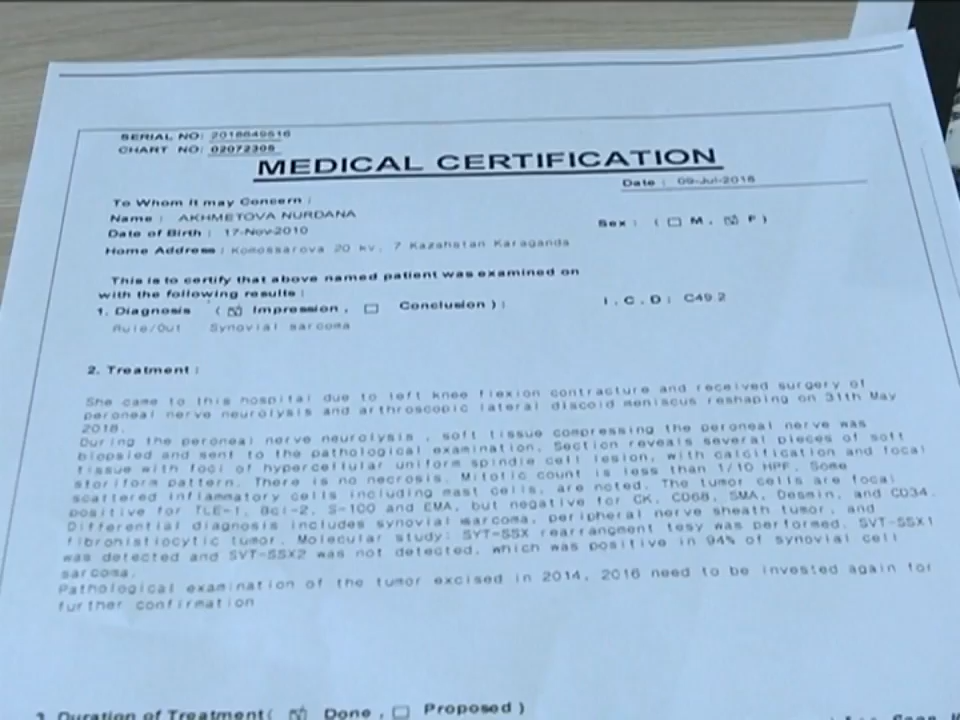 SERIAL NO: 2018649516
CHART NO: 02072308
MEDICAL CERTIFICATION
Date : 09-Jul-2018
To Whom it may Concern :
Name : AKHMETOVA NURDANA
Sex : ( ☐ M, ☑ F )
Date of Birth : 17-Nov-2010
Home Address : Komossarova 20 kv, 7 Kazahstan Karaganda
This is to certify that above named patient was examined on
with the following results :
1. Diagnosis ( ☑ Impression, ☐ Conclusion ) :
I. C. D : C49.2
Rule/Out Synovial sarcoma
2. Treatment :
She came to this hospital due to left knee flexion contracture and received surgery of
peroneal nerve neurolysis and arthroscopic lateral discoid meniscus reshaping on 31th May
2018.
During the peroneal nerve neurolysis , soft tissue compressing the peroneal nerve was
biopsied and sent to the pathological examination. Section reveals several pieces of soft
tissue with foci of hypercellular uniform spindle cell lesion, with calcification and focal
storiform pattern. There is no necrosis. Mitotic count is less than 1/10 HPF. Some
scattered inflammatory cells including mast cells, are noted. The tumor cells are focal
positive for TLE-1, Bcl-2, S-100 and EMA, but negative for CK, CD68, SMA, Desmin, and CD34.
Differential diagnosis includes synovial sarcoma, peripheral nerve sheath tumor, and
fibrohistiocytic tumor. Molecular study: SYT-SSX rearrangment tesy was performed. SVT-SSX1
was detected and SVT-SSX2 was not detected, which was positive in 94% of synovial cell
sarcoma.
Pathological examination of the tumor excised in 2014, 2016 need to be invested again for
further confirmation
3. Duration of Treatment( ☑ Done , ☐ Proposed )